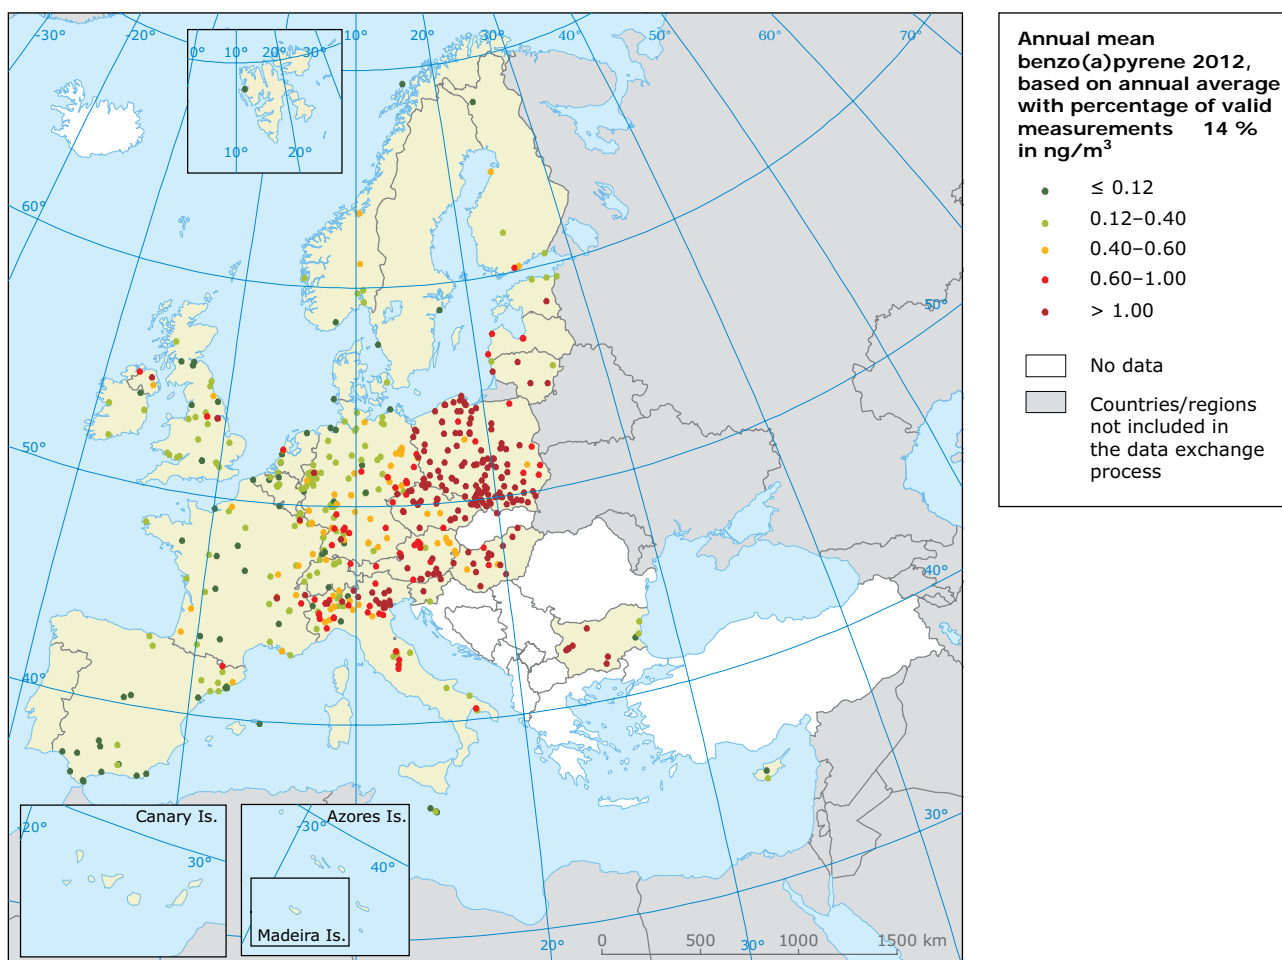 -30°
-20°
0°
10°
20°
30°
10°
20°
30°
40°
50°
60°
70°
10°
20°
60°
50°
50°
40°
40°
-20°
Canary Is.
30°
-30°
Azores Is.
40°
Madeira Is.
30°
20°
30°
0
500
1000
1500 km
Annual mean
benzo(a)pyrene 2012,
based on annual average
with percentage of valid
measurements 14 %
in ng/m³
≤ 0.12
0.12–0.40
0.40–0.60
0.60–1.00
> 1.00
No data
Countries/regions
not included in
the data exchange
process